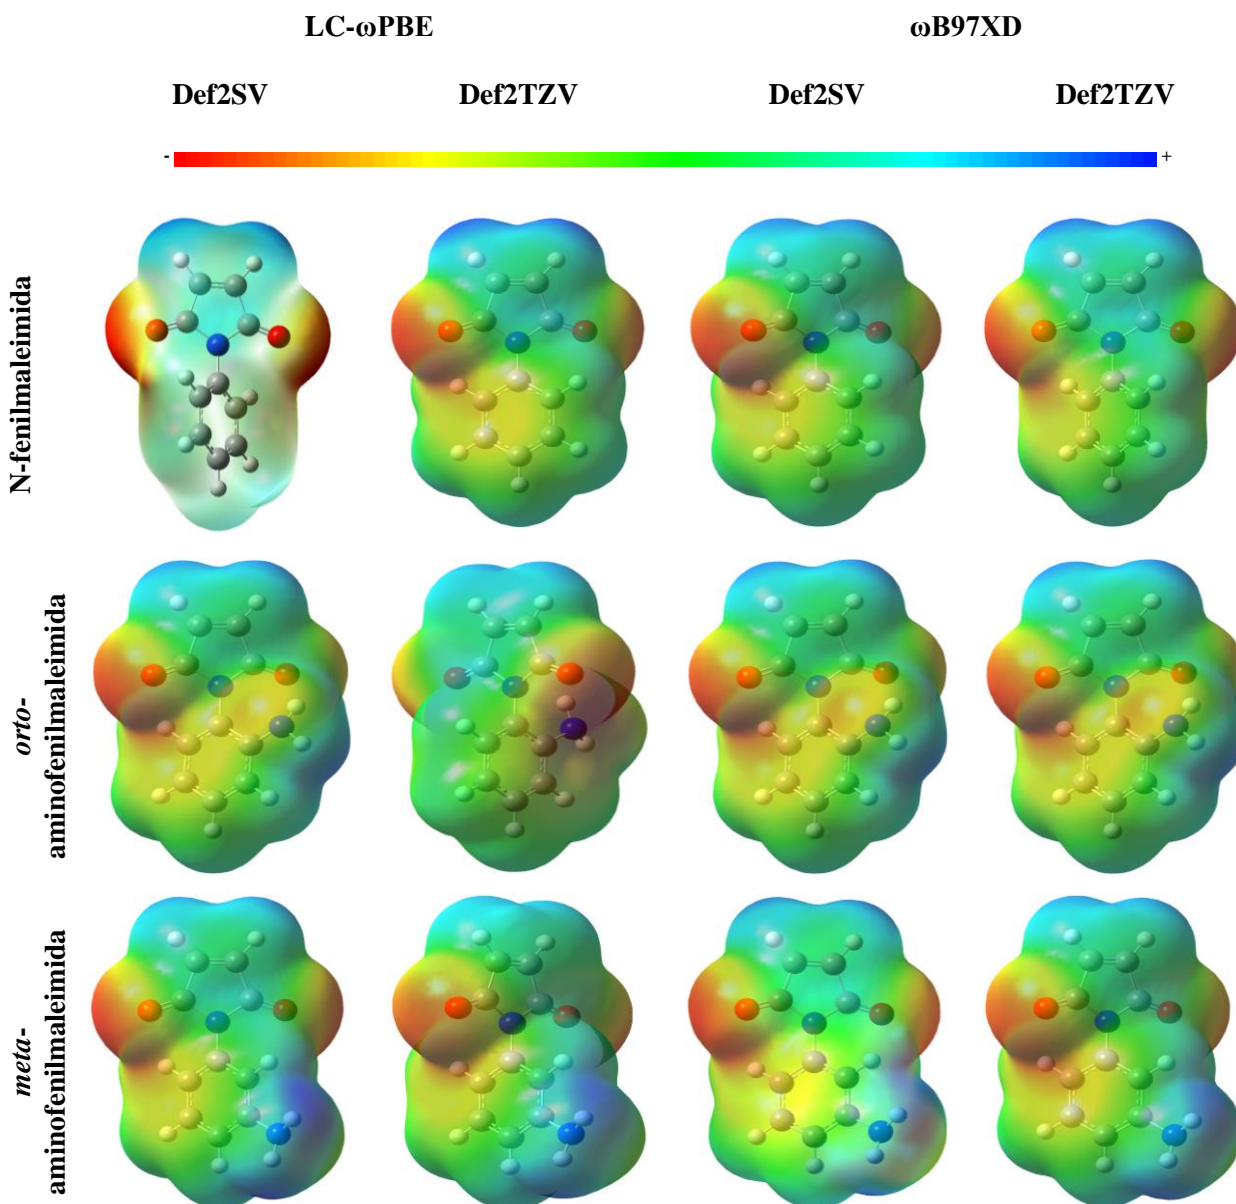 LC-ωPBE ωB97XD
Def2SV Def2TZV Def2SV Def2TZV
- +
N-fenilmaleimida
orto-
aminofenilmaleimida
meta-
aminofenilmaleimida